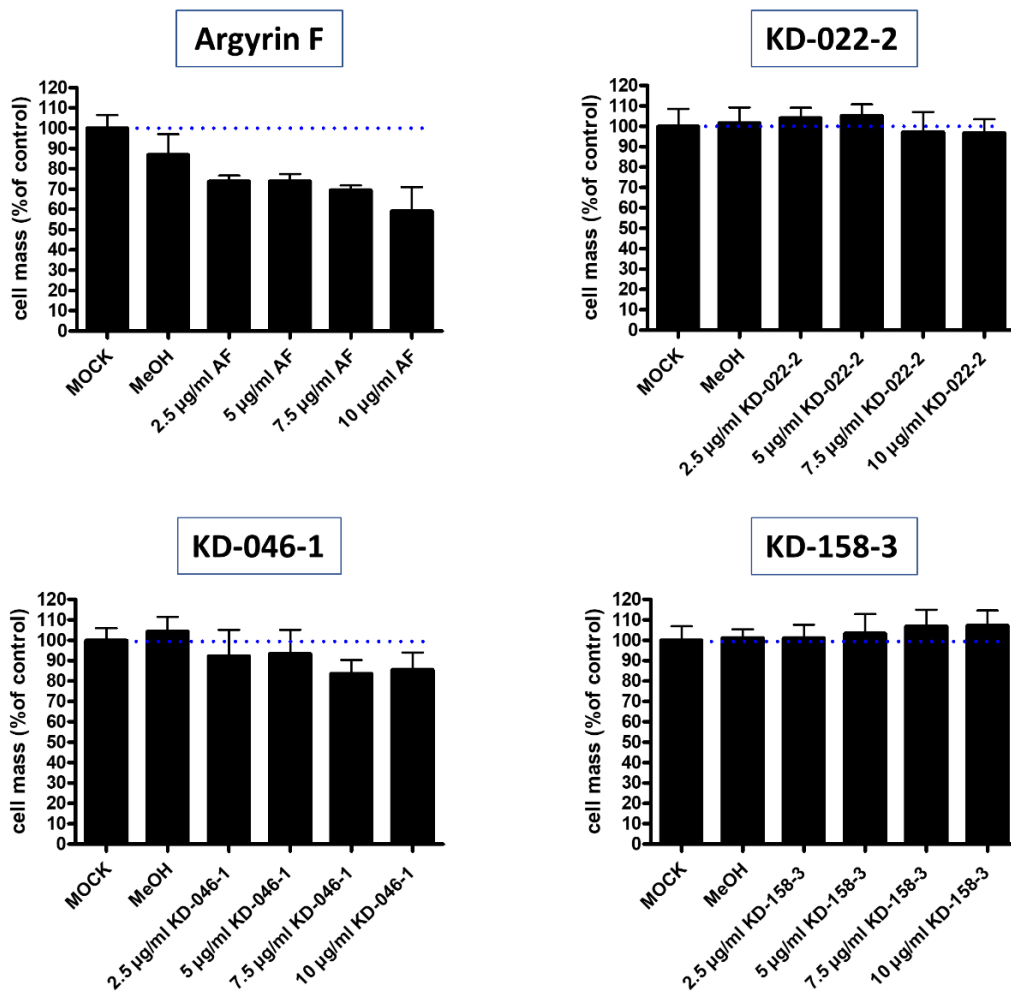 Argyrin F
cell mass (%of control)
120
110
100
90
80
70
60
50
40
30
20
10
0
MOCK
MeOH
2.5 µg/ml AF
5 µg/ml AF
7.5 µg/ml AF
10 µg/ml AF
KD-022-2
cell mass (%of control)
120
110
100
90
80
70
60
50
40
30
20
10
0
MOCK
MeOH
2.5 µg/ml KD-022-2
5 µg/ml KD-022-2
7.5 µg/ml KD-022-2
10 µg/ml KD-022-2
KD-046-1
cell mass (%of control)
120
110
100
90
80
70
60
50
40
30
20
10
0
MOCK
MeOH
2.5 µg/ml KD-046-1
5 µg/ml KD-046-1
7.5 µg/ml KD-046-1
10 µg/ml KD-046-1
KD-158-3
cell mass (%of control)
120
110
100
90
80
70
60
50
40
30
20
10
0
MOCK
MeOH
2.5 µg/ml KD-158-3
5 µg/ml KD-158-3
7.5 µg/ml KD-158-3
10 µg/ml KD-158-3